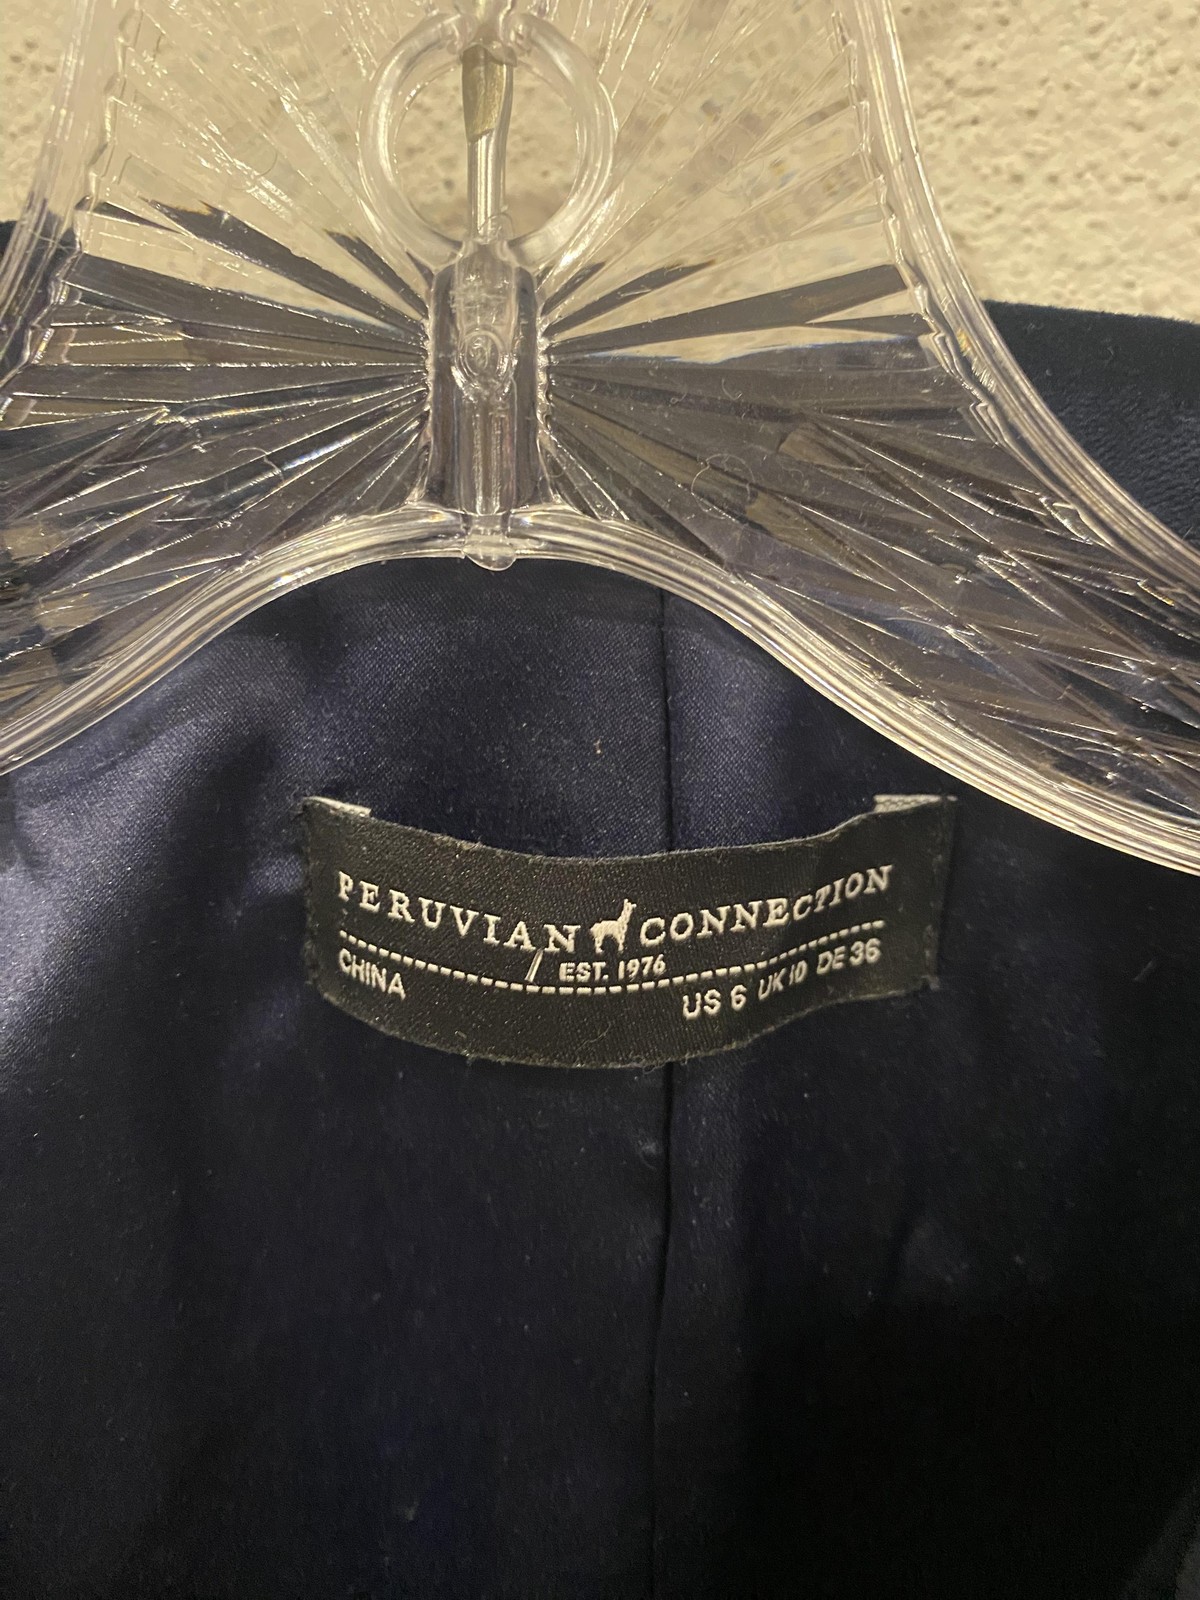 PERUVIAN CONNECTION
EST. 1976
CHINA
US 6 UK 10 DE 36